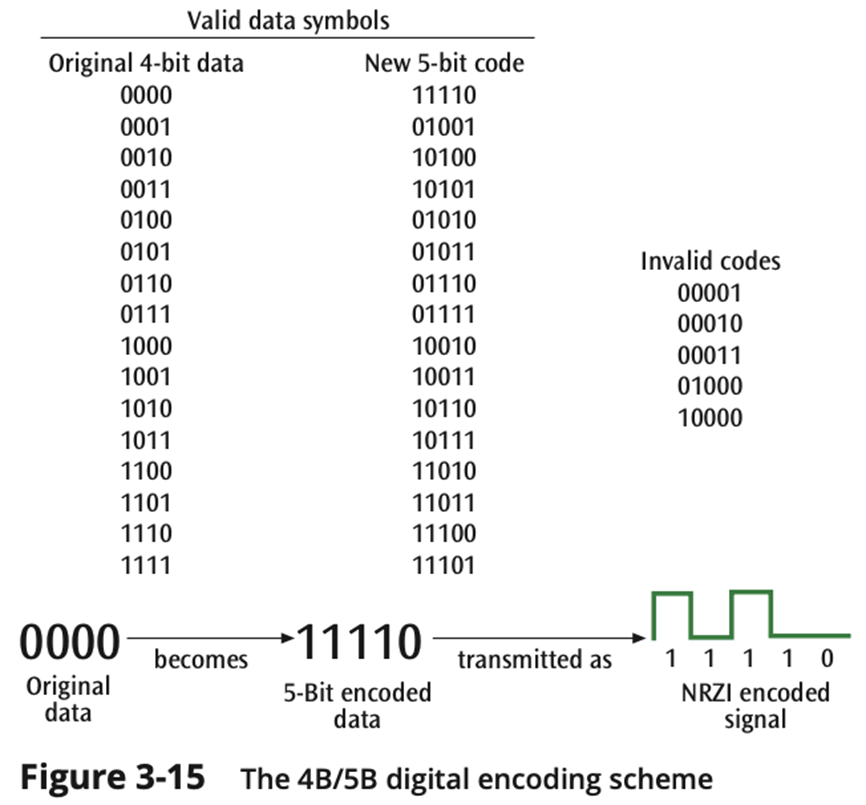 Valid data symbols
Original 4-bit data New 5-bit code
0000 11110
0001 01001
0010 10100
0011 10101
0100 01010
0101 01011
0110 01110
0111 01111
1000 10010
1001 10011
1010 10110
1011 10111
1100 11010
1101 11011
1110 11100
1111 11101
Invalid codes
00001
00010
00011
01000
10000
0000 becomes 11110 transmitted as 1 1 1 1 0
Original
data
5-Bit encoded
data
NRZI encoded
signal
Figure 3-15 The 4B/5B digital encoding scheme